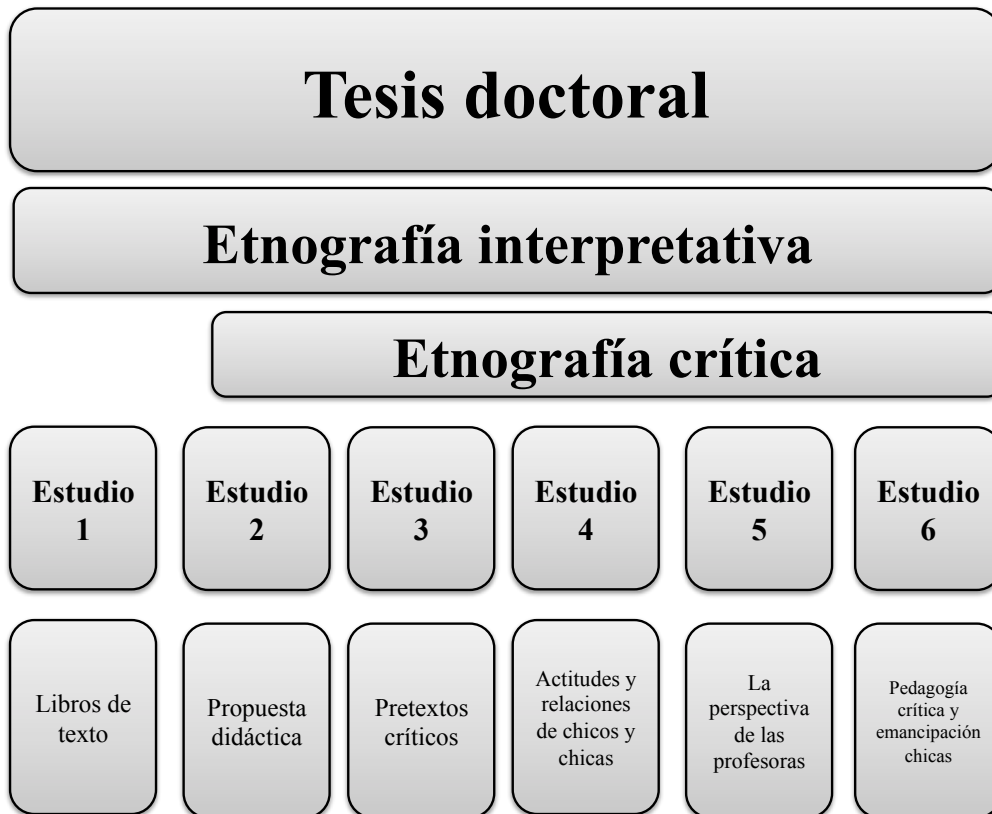 Tesis doctoral
Etnografía interpretativa
Etnografía crítica
Estudio
1
Estudio
2
Estudio
3
Estudio
4
Estudio
5
Estudio
6
Libros de
texto
Propuesta
didáctica
Pretextos
críticos
Actitudes y
relaciones
de chicos y
chicas
La
perspectiva
de las
profesoras
Pedagogía
crítica y
emancipación
chicas